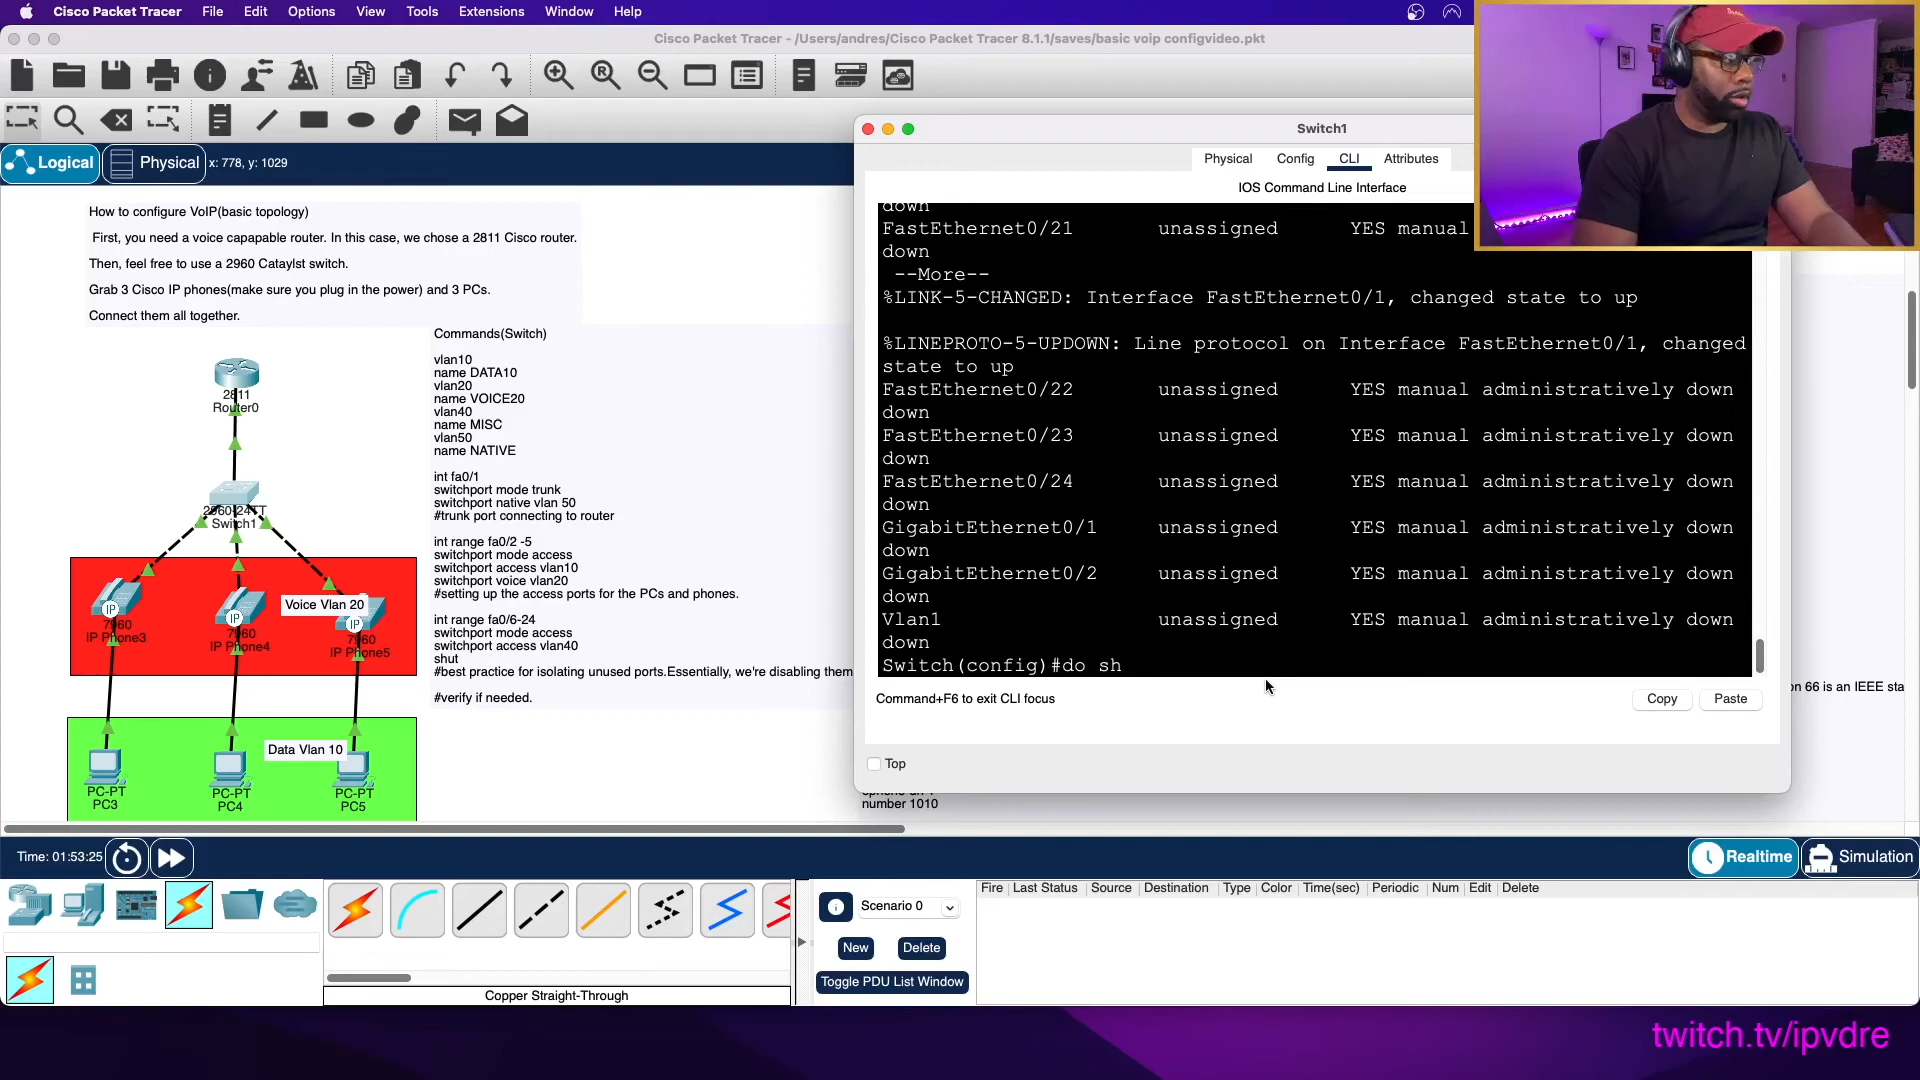 Cisco Packet Tracer File Edit Options View Tools Extensions Window Help
Cisco Packet Tracer - /Users/andres/Cisco Packet Tracer 8.1.1/saves/basic voip configvideo.pkt
Logical Physical x: 778, y: 1029
How to configure VoIP(basic topology)
First, you need a voice capapable router. In this case, we chose a 2811 Cisco router.
Then, feel free to use a 2960 Cataylst switch.
Grab 3 Cisco IP phones(make sure you plug in the power) and 3 PCs.
Connect them all together.
2811
Router0
2960-24TT
Switch1
IP
7960
IP Phone3
IP
7960
IP Phone4
Voice Vlan 20
IP
7960
IP Phone5
Data Vlan 10
PC-PT
PC3
PC-PT
PC4
PC-PT
PC5
Commands(Switch)
vlan10
name DATA10
vlan20
name VOICE20
vlan40
name MISC
vlan50
name NATIVE
int fa0/1
switchport mode trunk
switchport native vlan 50
#trunk port connecting to router
int range fa0/2 -5
switchport mode access
switchport access vlan10
switchport voice vlan20
#setting up the access ports for the PCs and phones.
int range fa0/6-24
switchport mode access
switchport access vlan40
shut
#best practice for isolating unused ports.Essentially, we're disabling them
#verify if needed.
Switch1
Physical Config CLI Attributes
IOS Command Line Interface
down
FastEthernet0/21 unassigned YES manual
down
--More--
%LINK-5-CHANGED: Interface FastEthernet0/1, changed state to up
%LINEPROTO-5-UPDOWN: Line protocol on Interface FastEthernet0/1, changed
state to up
FastEthernet0/22 unassigned YES manual administratively down
down
FastEthernet0/23 unassigned YES manual administratively down
down
FastEthernet0/24 unassigned YES manual administratively down
down
GigabitEthernet0/1 unassigned YES manual administratively down
down
GigabitEthernet0/2 unassigned YES manual administratively down
down
Vlan1 unassigned YES manual administratively down
down
Switch(config)#do sh
Command+F6 to exit CLI focus
Copy Paste
Top
on 66 is an IEEE sta
number 1010
Time: 01:53:25
Realtime Simulation
Copper Straight-Through
Scenario 0
New Delete
Toggle PDU List Window
Fire Last Status Source Destination Type Color Time(sec) Periodic Num Edit Delete
twitch.tv/ipvdre